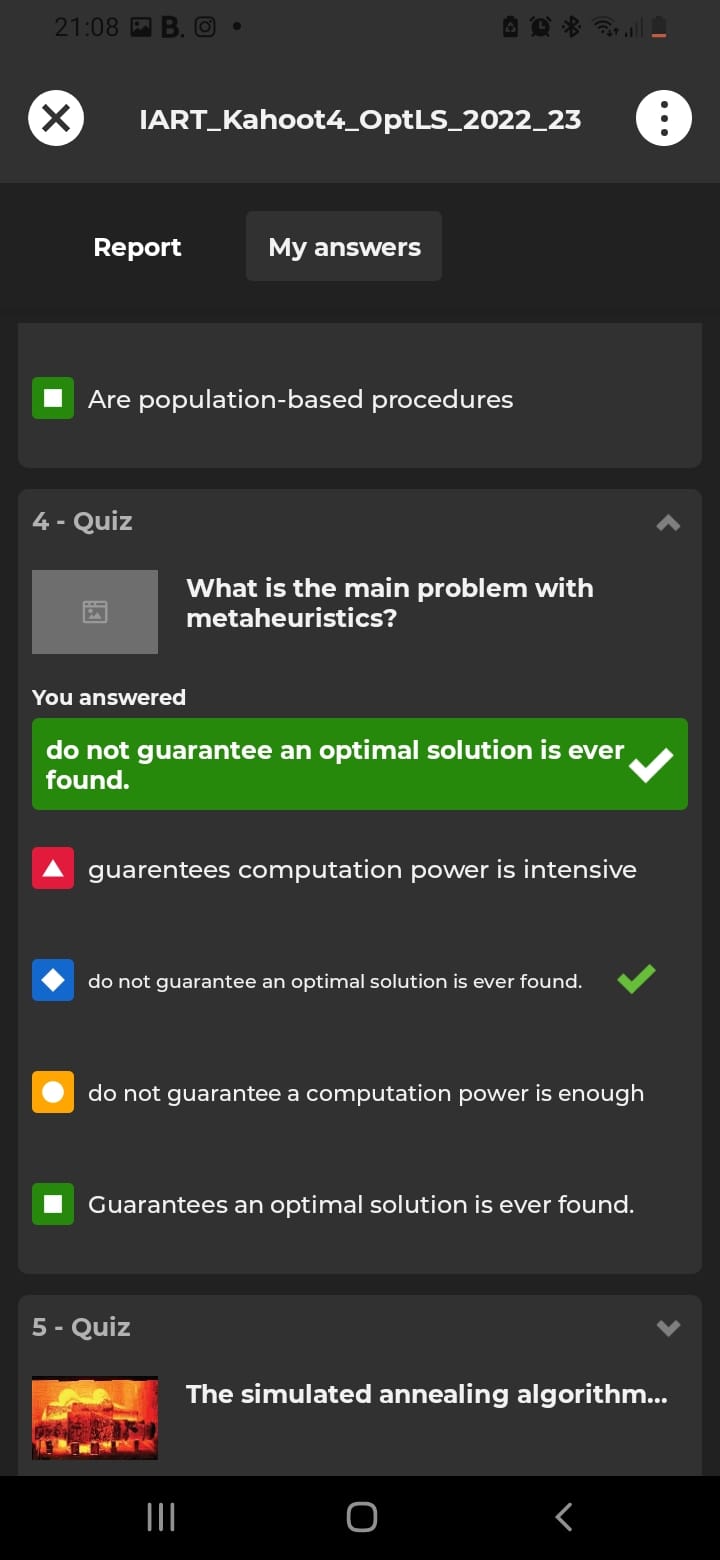 21:08 B.
IART_Kahoot4_OptLS_2022_23
Report My answers
Are population-based procedures
4 - Quiz
What is the main problem with
metaheuristics?
You answered
do not guarantee an optimal solution is ever
found.
guarentees computation power is intensive
do not guarantee an optimal solution is ever found.
do not guarantee a computation power is enough
Guarantees an optimal solution is ever found.
5 - Quiz
The simulated annealing algorithm...